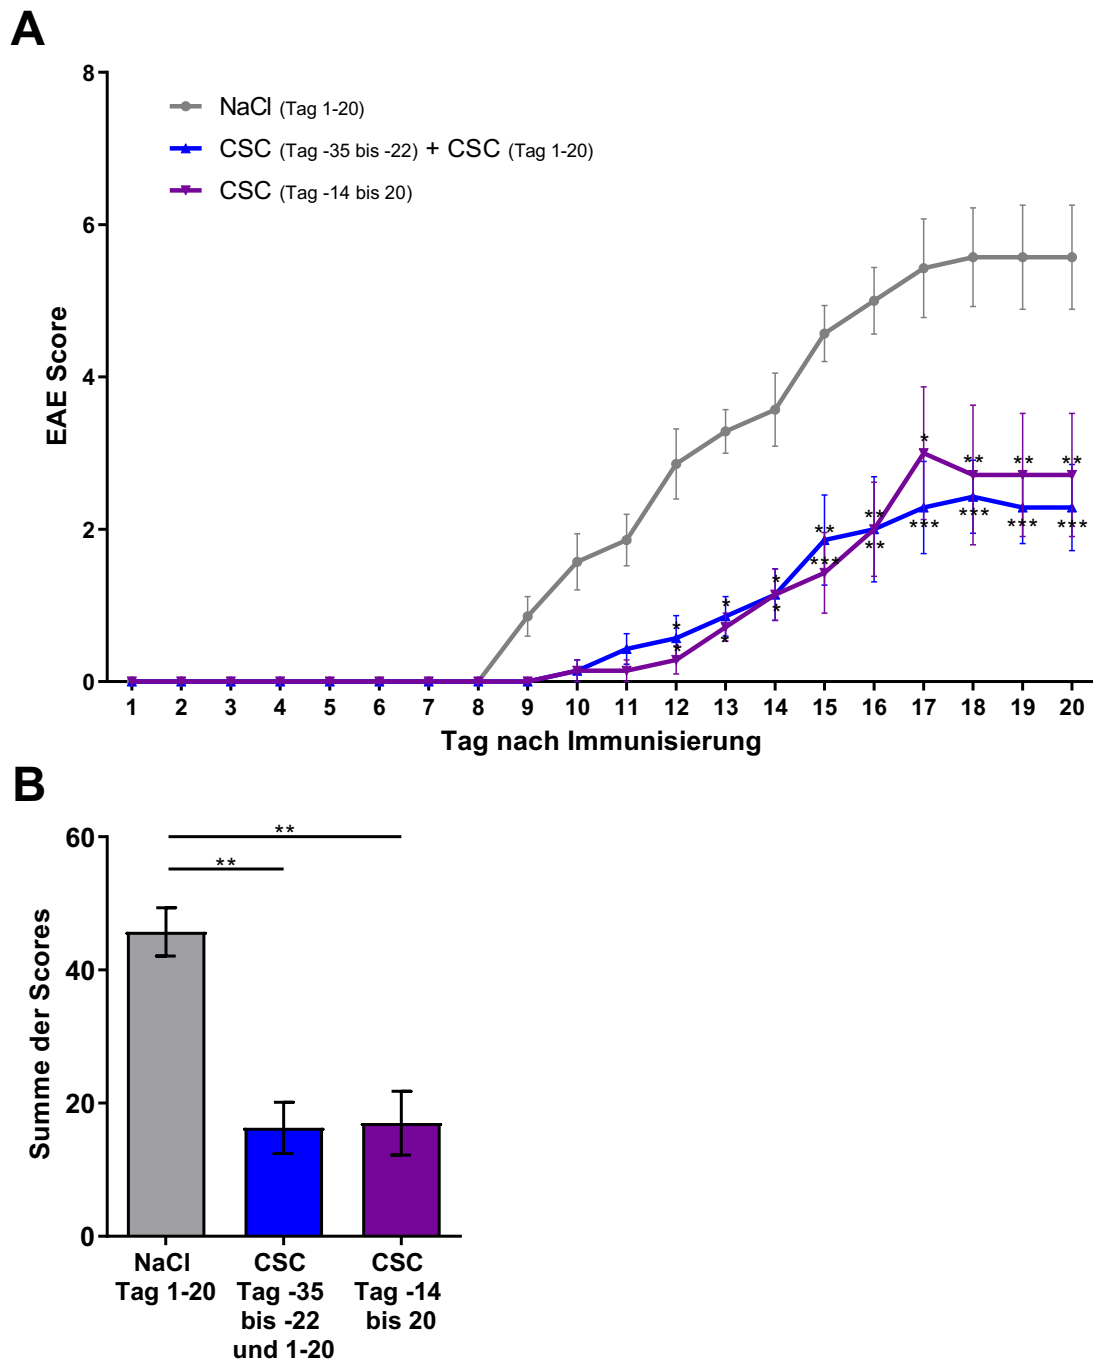 A
8
NaCl (Tag 1-20)
CSC (Tag -35 bis -22) + CSC (Tag 1-20)
CSC (Tag -14 bis 20)
6
4
2
0
EAE Score
* * * * * * ** *** ** ** * *** ** *** ** *** ** ***
1 2 3 4 5 6 7 8 9 10 11 12 13 14 15 16 17 18 19 20
Tag nach Immunisierung
B
60
40
20
0
Summe der Scores
**
**
NaCl
Tag 1-20
CSC
Tag -35
bis -22
und 1-20
CSC
Tag -14
bis 20